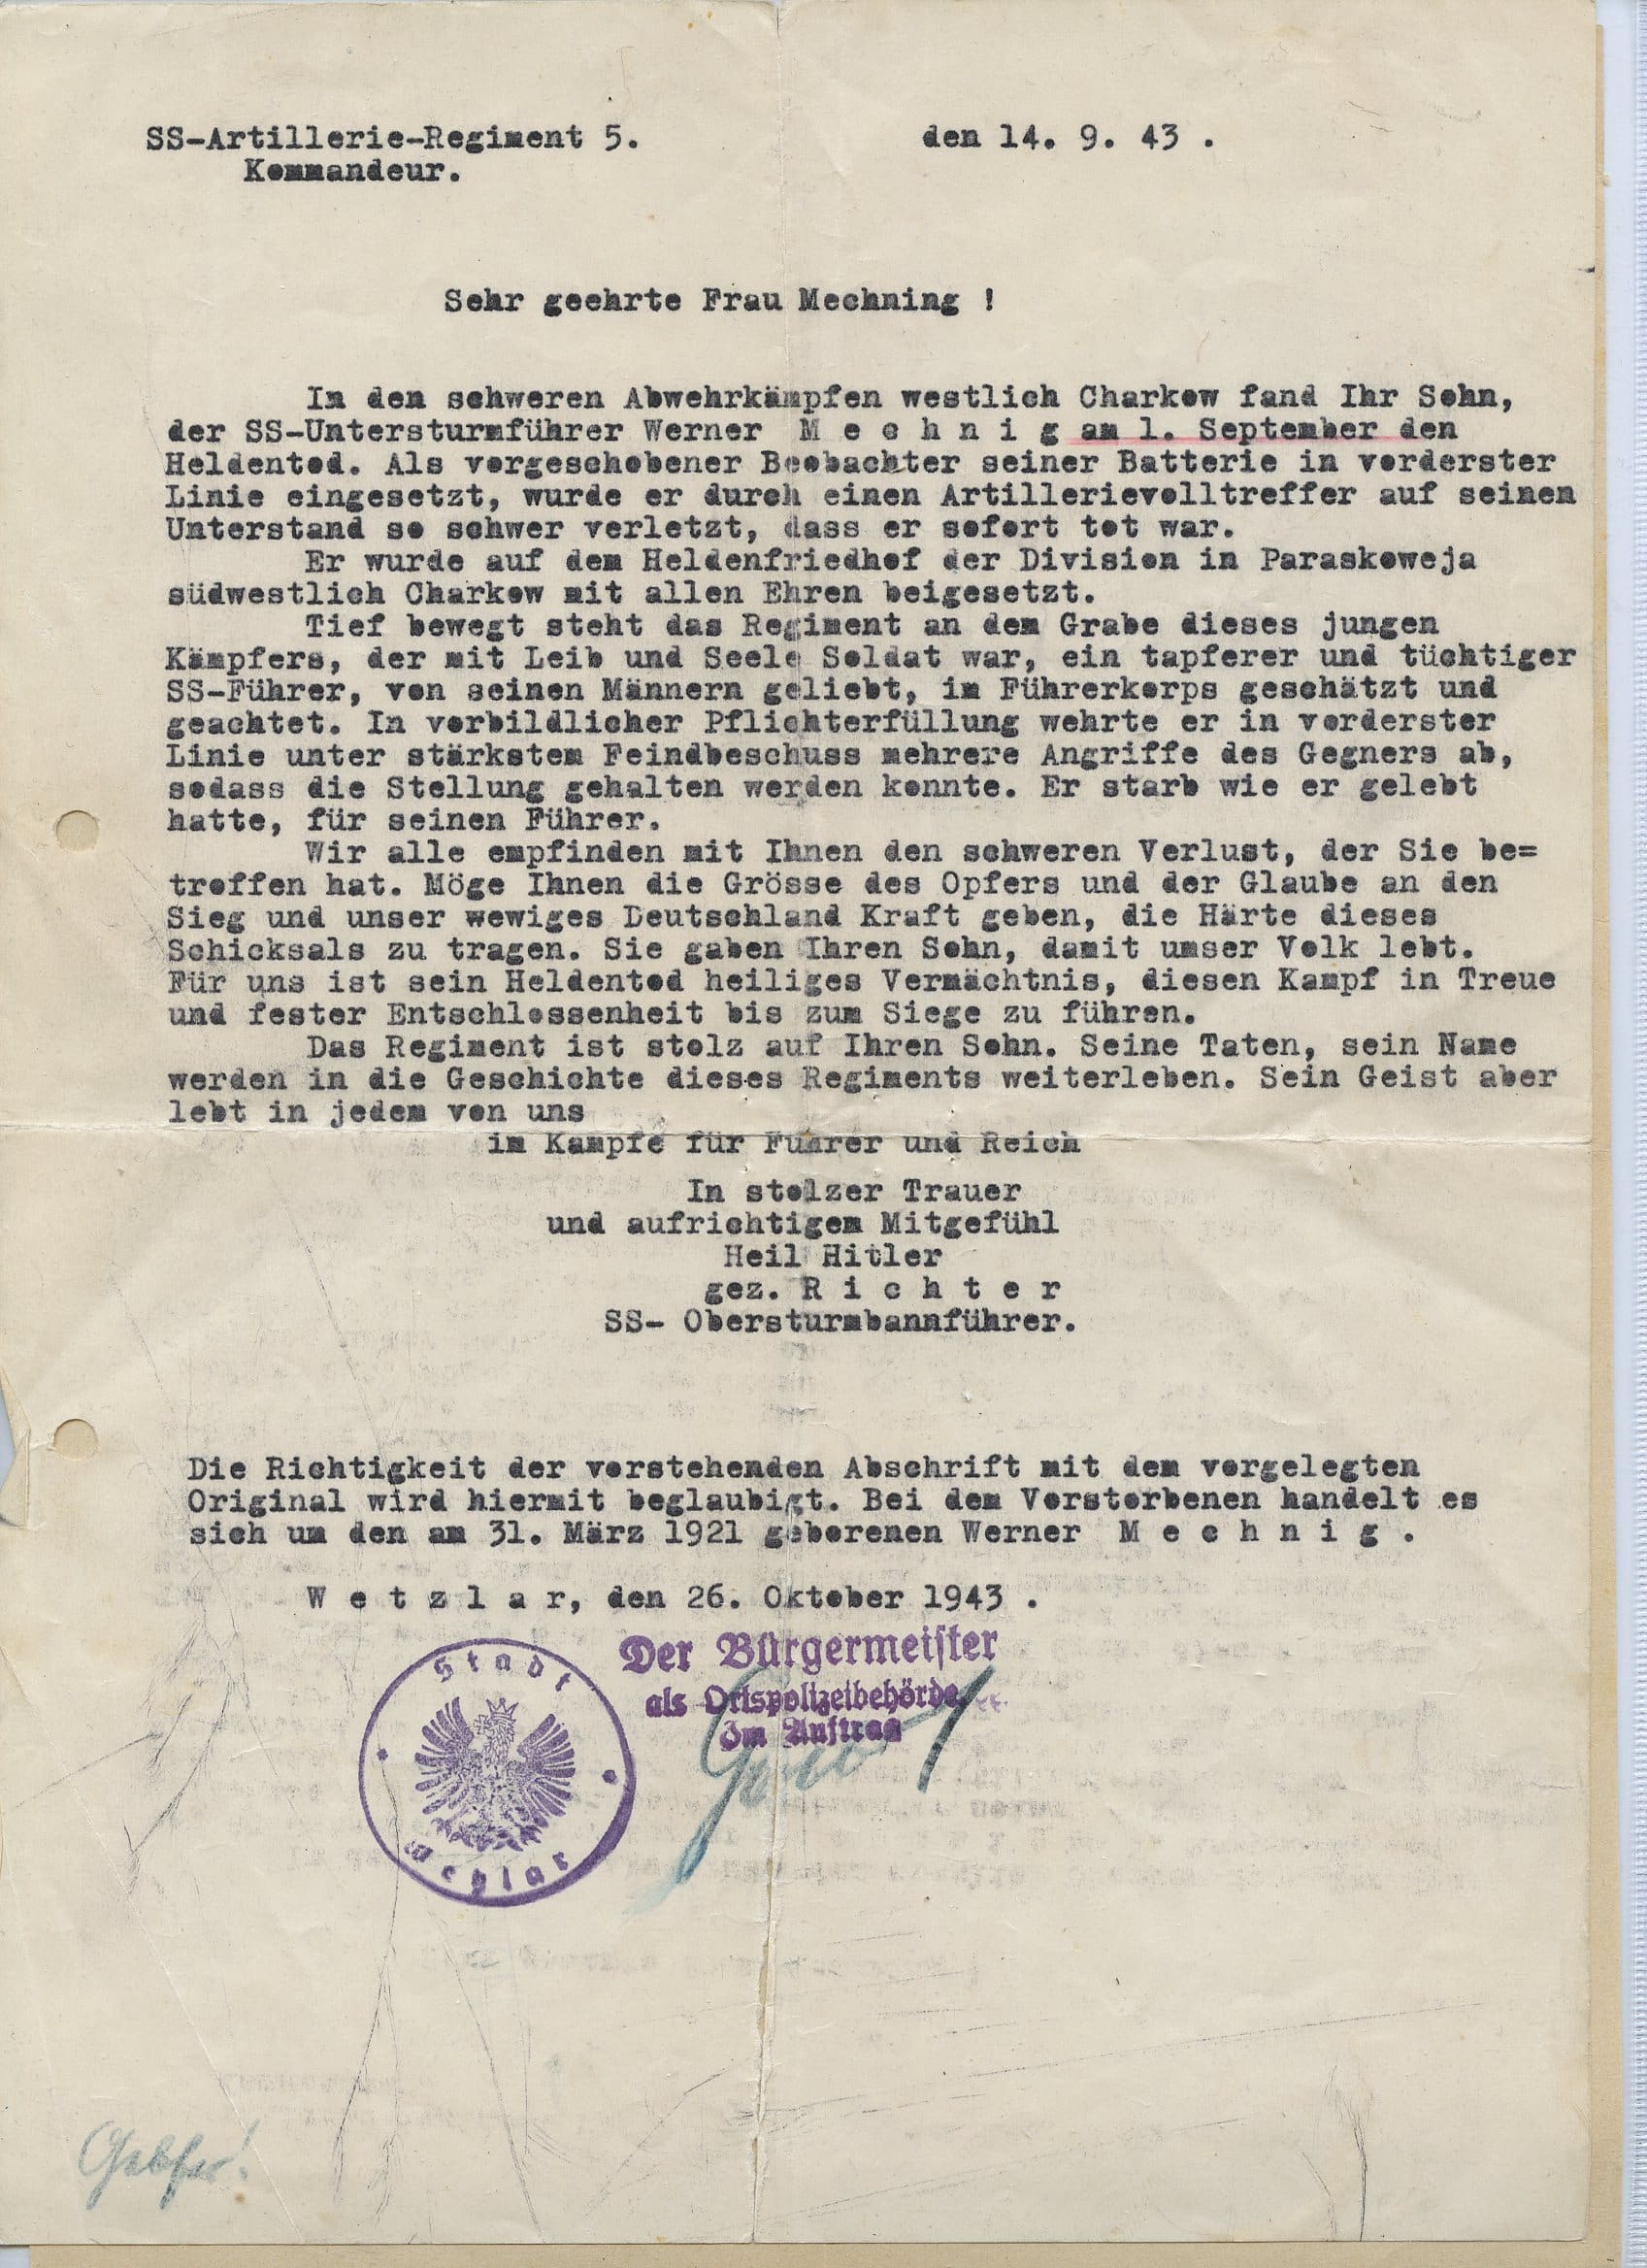 SS-Artillerie-Regiment 5. den 14. 9. 43 .
Kommandeur.
Sehr geehrte Frau Mechning !
In den schweren Abwehrkämpfen westlich Charkow fand Ihr Sohn,
der SS-Untersturmführer Werner M e c h n i g am 1. September den
Heldentod. Als vorgeschobener Beobachter seiner Batterie in vorderster
Linie eingesetzt, wurde er durch einen Artillerievolltreffer auf seinen
Unterstand so schwer verletzt, dass er sofort tot war.
Er wurde auf dem Heldenfriedhof der Division in Paraskoweja
südwestlich Charkow mit allen Ehren beigesetzt.
Tief bewegt steht das Regiment an dem Grabe dieses jungen
Kämpfers, der mit Leib und Seele Soldat war, ein tapferer und tüchtiger
SS-Führer, von seinen Männern geliebt, im Führerkorps geschätzt und
geachtet. In vorbildlicher Pflichterfüllung wehrte er in vorderster
Linie unter stärkstem Feindbeschuss mehrere Angriffe des Gegners ab,
sodass die Stellung gehalten werden konnte. Er starb wie er gelebt
hatte, für seinen Führer.
Wir alle empfinden mit Ihnen den schweren Verlust, der Sie be=
troffen hat. Möge Ihnen die Grösse des Opfers und der Glaube an den
Sieg und unser wewiges Deutschland Kraft geben, die Härte dieses
Schicksals zu tragen. Sie gaben Ihren Sohn, damit unser Volk lebt.
Für uns ist sein Heldentod heiliges Vermächtnis, diesen Kampf in Treue
und fester Entschlossenheit bis zum Siege zu führen.
Das Regiment ist stolz auf Ihren Sohn. Seine Taten, sein Name
werden in die Geschichte dieses Regiments weiterleben. Sein Geist aber
lebt in jedem von uns
im Kampfe für Führer und Reich
In stolzer Trauer
und aufrichtigem Mitgefühl
Heil Hitler
gez. R i c h t e r
SS- Obersturmbannführer.
Die Richtigkeit der vorstehenden Abschrift mit dem vorgelegten
Original wird hiermit beglaubigt. Bei dem Verstorbenen handelt es
sich um den am 31. März 1921 geborenen Werner M e c h n i g .
W e t z l a r, den 26. Oktober 1943 .
Der Bürgermeister
als Ortspolizeibehörde
Im Auftrag
Stadt
Wetzlar